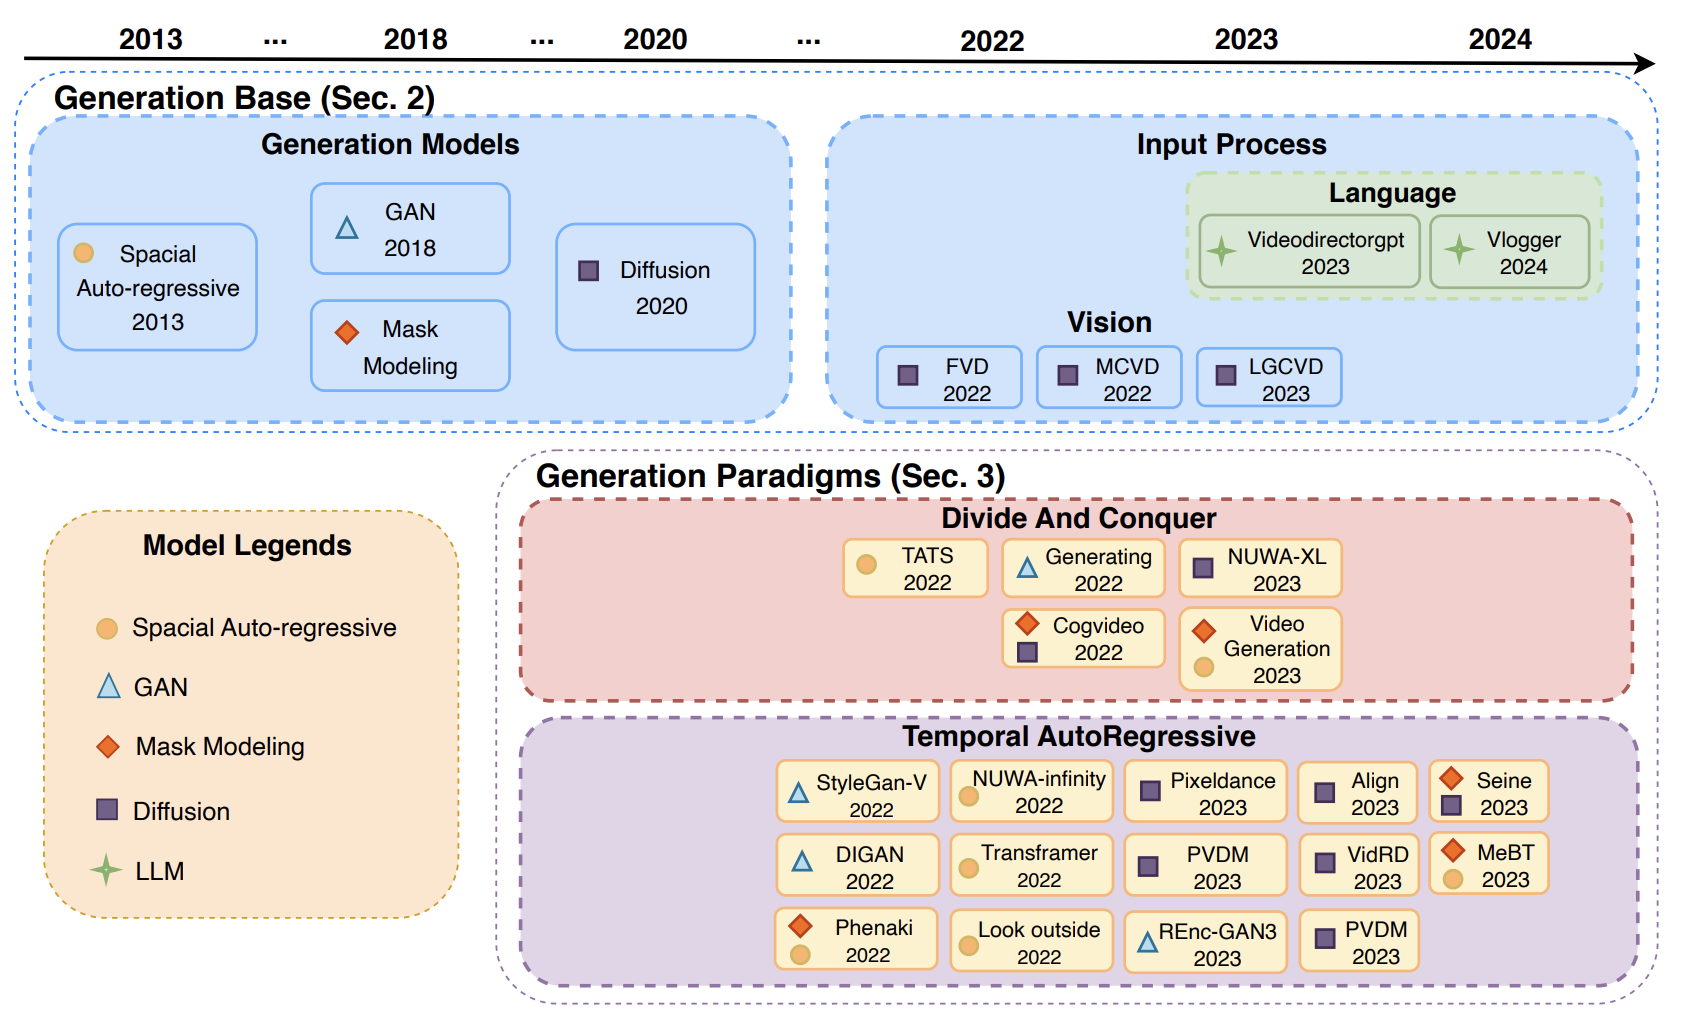 2013 ... 2018 ... 2020 ... 2022 2023 2024
Generation Base (Sec. 2)
Generation Models
Spacial
Auto-regressive
2013
GAN
2018
Mask
Modeling
Diffusion
2020
Input Process
Language
Videodirectorgpt
2023
Vlogger
2024
Vision
FVD
2022
MCVD
2022
LGCVD
2023
Model Legends
Spacial Auto-regressive
GAN
Mask Modeling
Diffusion
LLM
Generation Paradigms (Sec. 3)
Divide And Conquer
TATS
2022
Generating
2022
NUWA-XL
2023
Cogvideo
2022
Video
Generation
2023
Temporal AutoRegressive
StyleGan-V
2022
NUWA-infinity
2022
Pixeldance
2023
Align
2023
Seine
2023
DIGAN
2022
Transframer
2022
PVDM
2023
VidRD
2023
MeBT
2023
Phenaki
2022
Look outside
2022
REnc-GAN3
2023
PVDM
2023